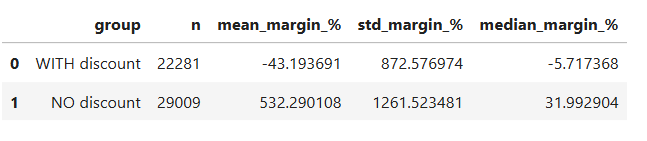 group n mean_margin_% std_margin_% median_margin_%
0 WITH discount 22281 -43.193691 872.576974 -5.717368
1 NO discount 29009 532.290108 1261.523481 31.992904